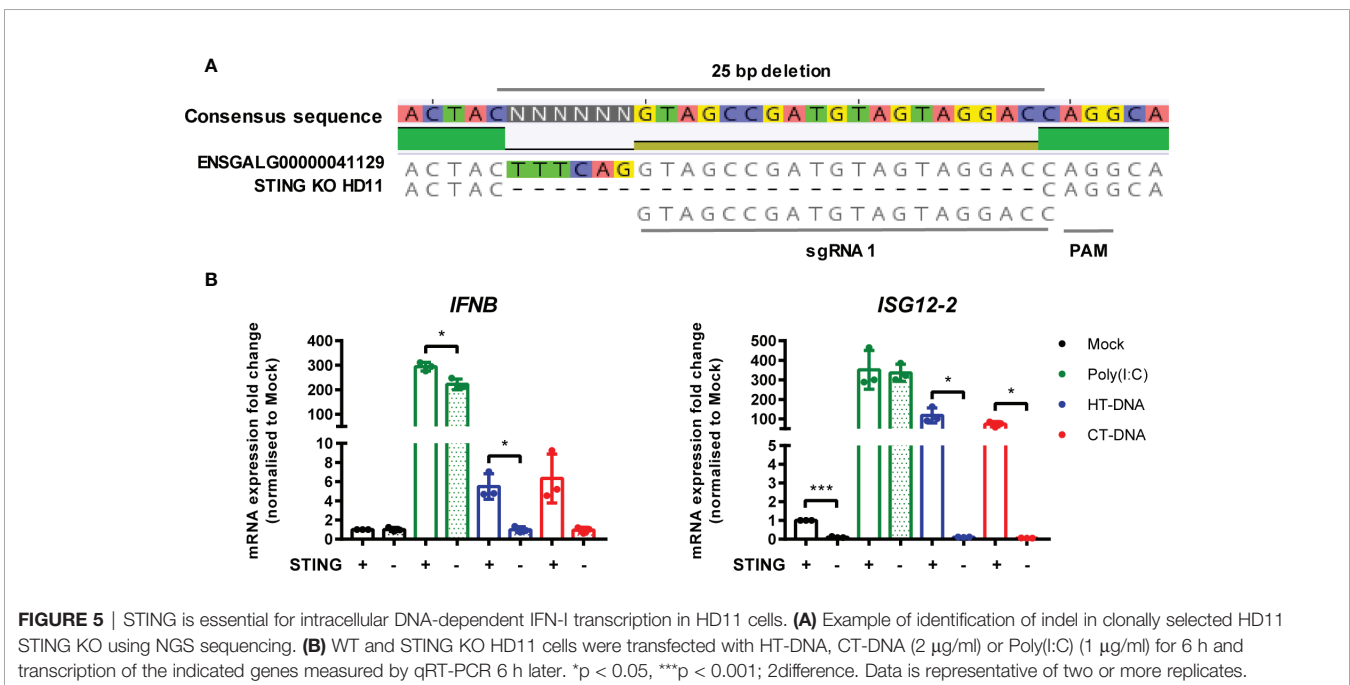 A
25 bp deletion
Consensus sequence
A C T A C N N N N N N G T A G C C G A T G T A G T A G G A C C A G G C A
ENSGALG00000041129
A C T A C T T T C A G G T A G C C G A T G T A G T A G G A C C A G G C A
STING KO HD11
A C T A C - - - - - - - - - - - - - - - - - - - - - - - - - C A G G C A
G T A G C C G A T G T A G T A G G A C C
sgRNA 1
PAM
B
IFNB
mRNA expression fold change
(normalised to Mock)
400
300
200
100
10
8
6
4
2
0
*
*
STING + - + - + - + -
ISG12-2
mRNA expression fold change
(normalised to Mock)
500
400
300
200
100
5
4
3
2
1
0
***
*
*
STING + - + - + - + -
Mock
Poly(I:C)
HT-DNA
CT-DNA
FIGURE 5 | STING is essential for intracellular DNA-dependent IFN-I transcription in HD11 cells. (A) Example of identification of indel in clonally selected HD11
STING KO using NGS sequencing. (B) WT and STING KO HD11 cells were transfected with HT-DNA, CT-DNA (2 μg/ml) or Poly(I:C) (1 μg/ml) for 6 h and
transcription of the indicated genes measured by qRT-PCR 6 h later. *p < 0.05, ***p < 0.001; 2difference. Data is representative of two or more replicates.